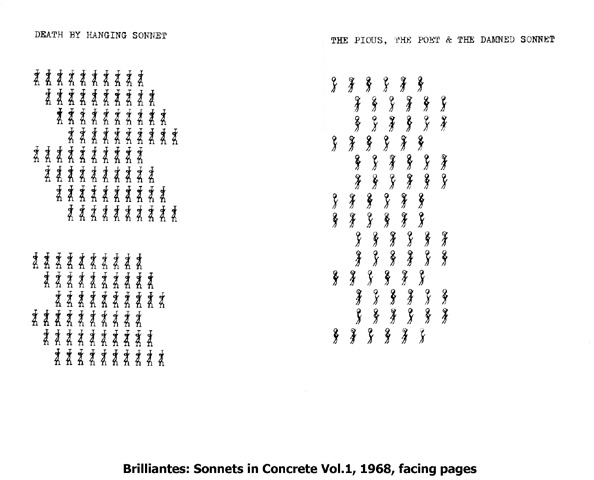 DEATH BY HANGING SONNET
THE PIOUS, THE POET & THE DAMNED SONNET
Brilliantes: Sonnets in Concrete Vol.1, 1968, facing pages